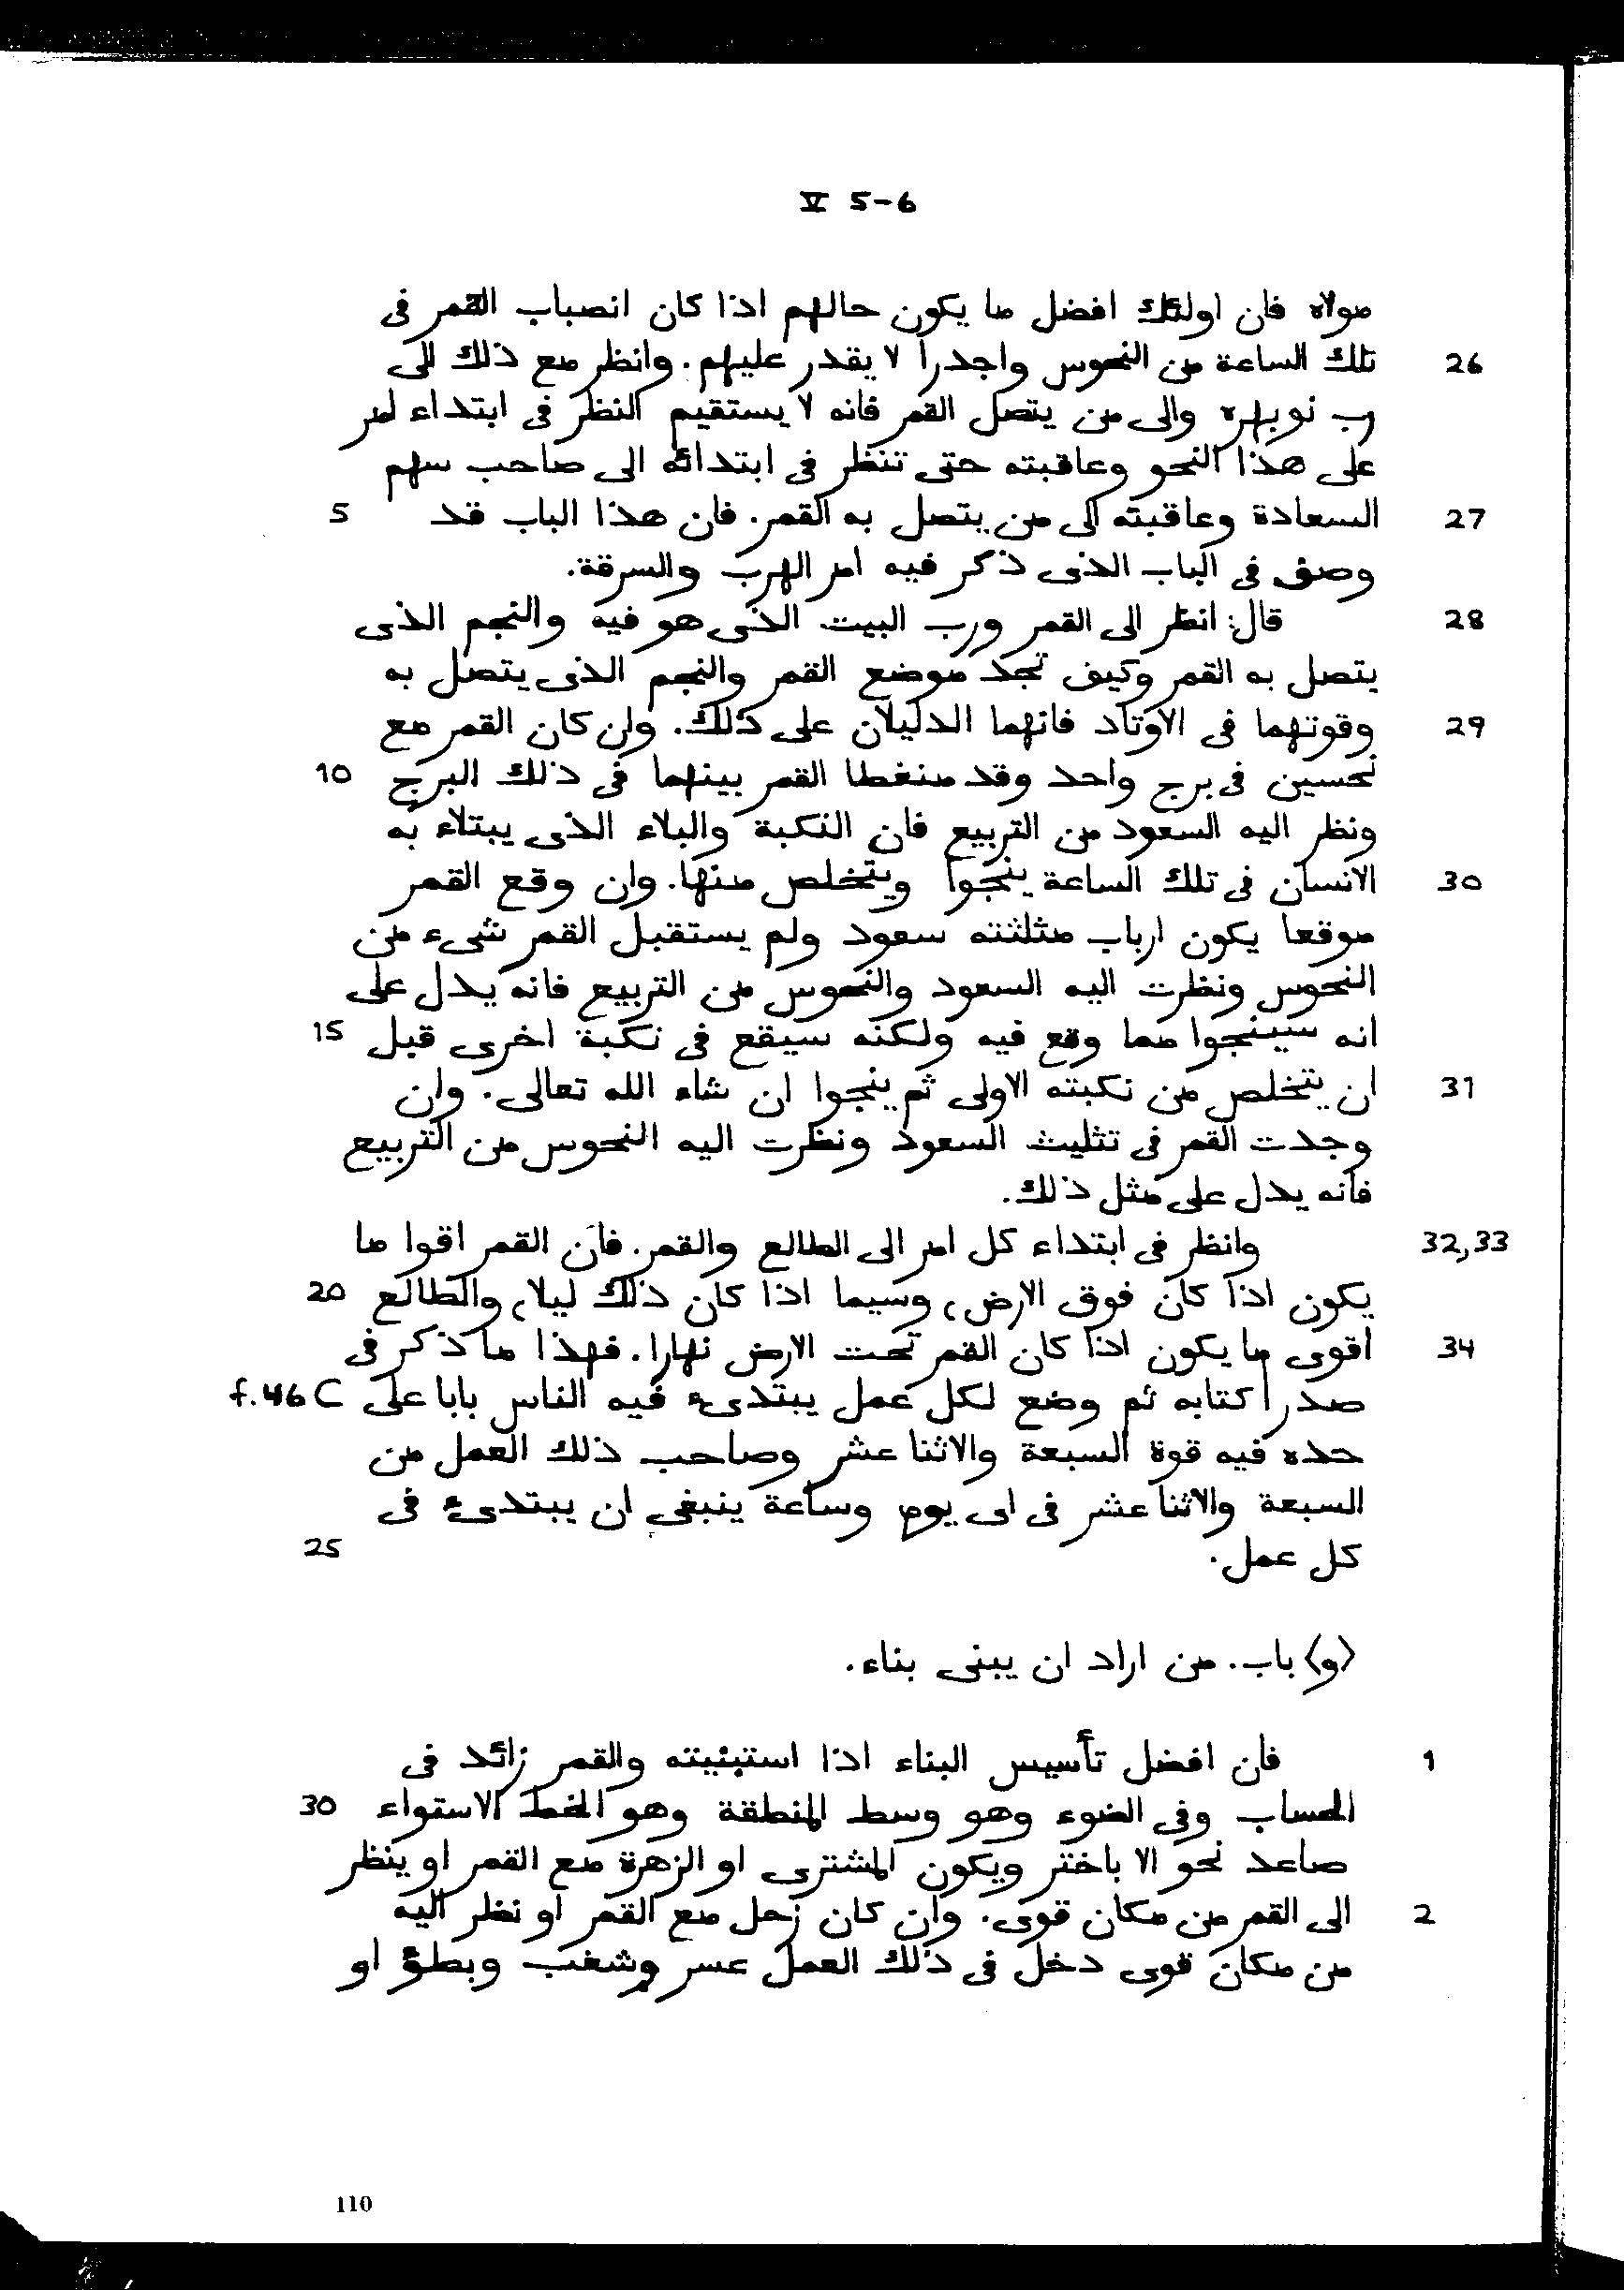 V 5-6
مولاه فان اولئك افضل ما يكون حالهم اذا كان انصباب القمر فى
26 تلك الساعة من النحوس واجدرا لا يقدر عليهم. وانظر مع ذلك الى
رب نوبهره والى من يتصل القمر فانه لا يستقيم النظر فى ابتداء امر
على هذا النحو وعاقبته حتى تنظر فى ابتدائه الى صاحب سهم
27 السعادة وعاقبته الى من يتصل به القمر. فان هذا الباب قد 5
وصف فى الباب الذى ذكر فيه امر الهرب والسرقة.
28 قال: انظر الى القمر ورب البيت الذى هو فيه والنجم الذى
يتصل به القمر وكيف تجد موضع القمر والنجم الذى يتصل به
29 وقوتهما فى الاوتاد فانهما الدليلان على ذلك. وان كان القمر مع
نحسين فى برج واحد وقد منغطا القمر بينهما فى ذلك البرج 10
ونظر اليه السعود من التربيع فان النكبة والبلاء الذى يبتلاء به
30 الانسان فى تلك الساعة ينجوا ويتخلص منها. وان وقع القمر
موقعا يكون ارباب مثلثته سعود ولم يستقبل القمر شىء من
النحوس ونظرت اليه السعود والنحوس من التربيع فانه يدل على
انه سينجوا مما وقع فيه ولكنه سيقع فى نكبة اخرى قبل 15
31 ان يتخلص من نكبته الاولى ثم ينجوا ان شاء الله تعالى. وان
وجدت القمر فى تثليث السعود ونظرت اليه النحوس من التربيع
فانه يدل على مثل ذلك.
32,33 وانظر فى ابتداء كل امر الى الطالع والقمر. فان القمر اقوا ما
يكون اذا كان فوق الارض، وسيما اذا كان ذلك ليلا، والطالع 20
34 اقوى ما يكون اذا كان القمر تحت الارض نهارا. فهذا ما ذكر فى
صدر كتابه ثم وضع لكل عمل يبتدىء فيه الناس بابا على f.46 C
حده فيه قوة السبعة والاثنا عشر وصاحب ذلك العمل من
السبعة والاثنا عشر فى اى يوم وساعة ينبغى ان يبتدىء فى
كل عمل. 25
〈و〉 باب. من اراد ان يبنى بناء.
1 فان افضل تأسيس البناء اذا استبنيته والقمر زائد فى
الحساب وفى الضوء وهو وسط المنطقة وهو الخط الاستواء 30
صاعد نحو الا باختر ويكون المشترى او الزهرة مع القمر او ينظر
2 الى القمر من مكان قوى. وان كان زحل مع القمر او نظر اليه
من مكان قوى دخل فى ذلك العمل عسر وشغب وبطؤ او
110